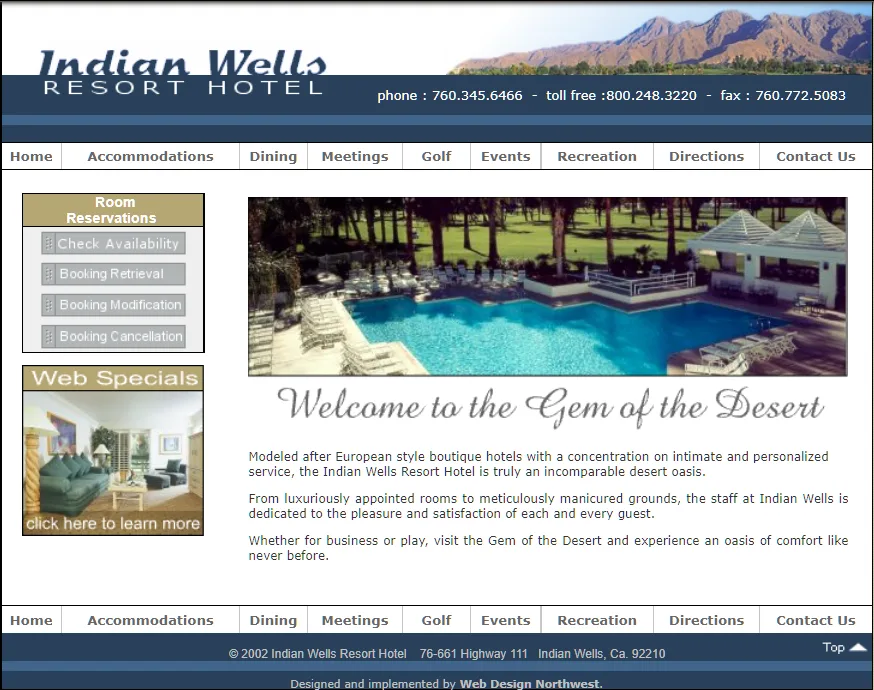 Indian Wells
RESORT HOTEL
phone : 760.345.6466 - toll free :800.248.3220 - fax : 760.772.5083
Home Accommodations Dining Meetings Golf Events Recreation Directions Contact Us
Room
Reservations
Check Availability
Booking Retrieval
Booking Modification
Booking Cancellation
Web Specials
click here to learn more
Welcome to the Gem of the Desert
Modeled after European style boutique hotels with a concentration on intimate and personalized
service, the Indian Wells Resort Hotel is truly an incomparable desert oasis.
From luxuriously appointed rooms to meticulously manicured grounds, the staff at Indian Wells is
dedicated to the pleasure and satisfaction of each and every guest.
Whether for business or play, visit the Gem of the Desert and experience an oasis of comfort like
never before.
Home Accommodations Dining Meetings Golf Events Recreation Directions Contact Us
Top
© 2002 Indian Wells Resort Hotel 76-661 Highway 111 Indian Wells, Ca. 92210
Designed and implemented by Web Design Northwest.